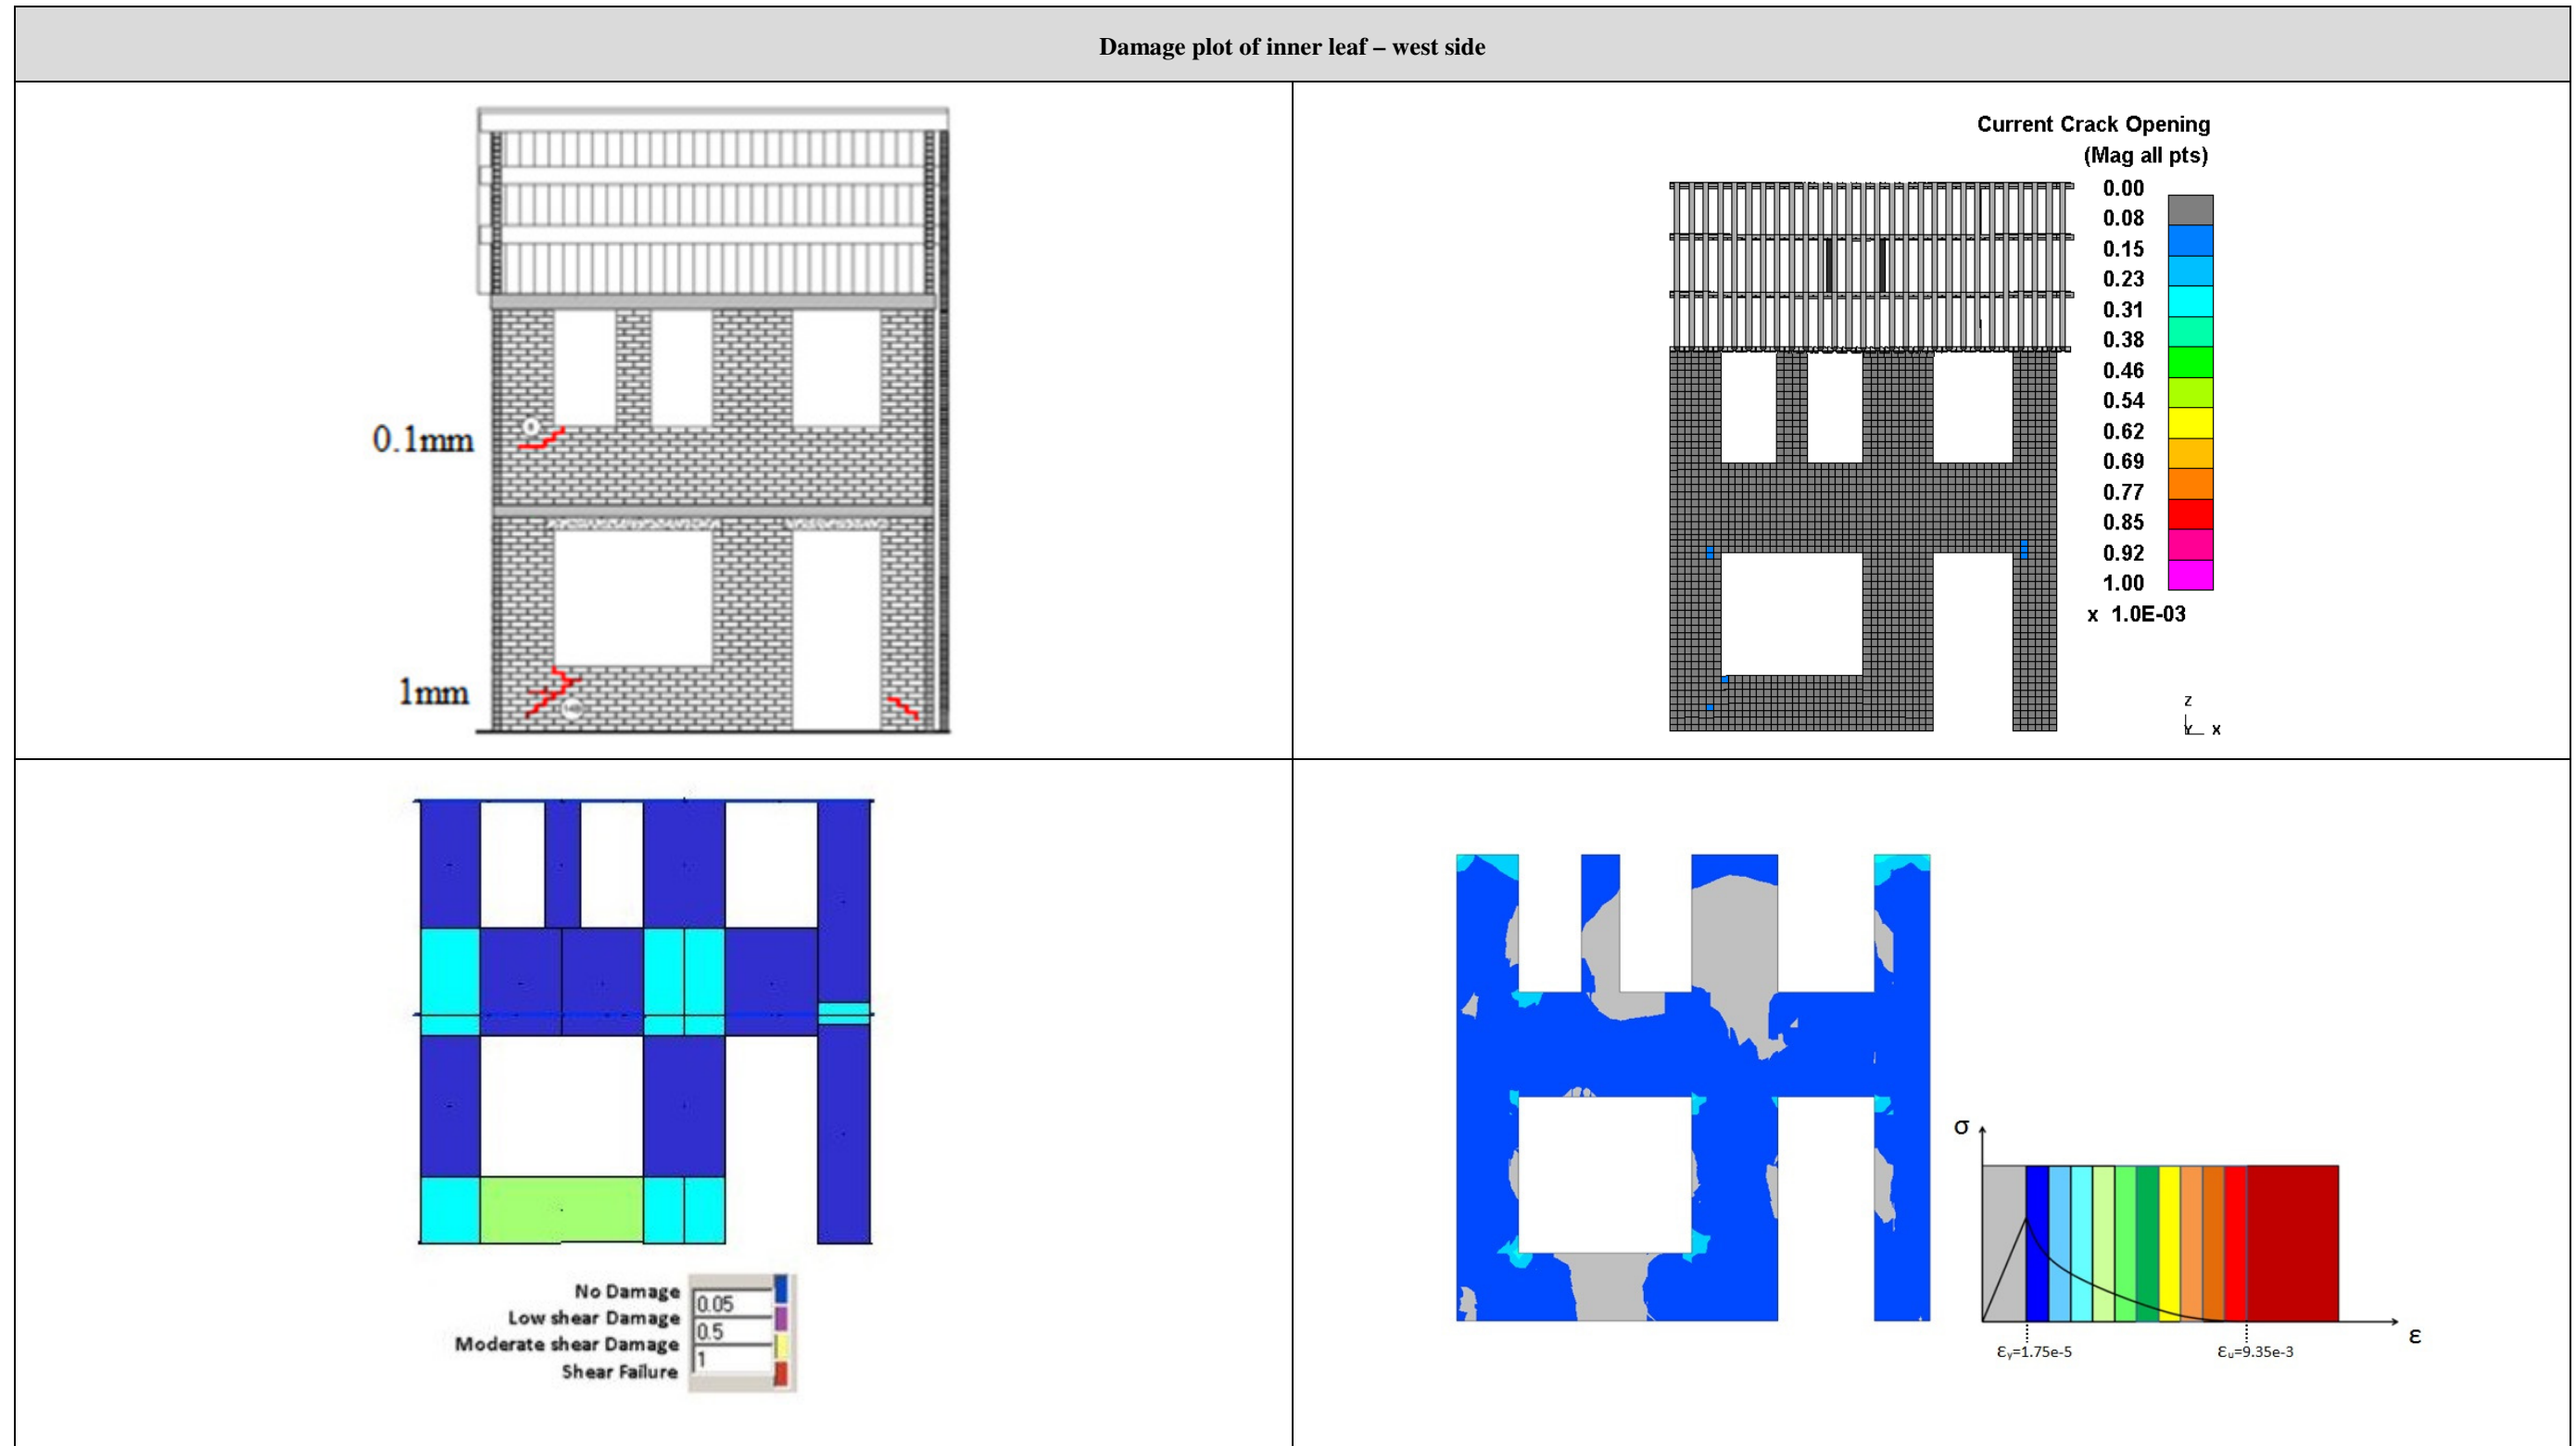 Damage plot of inner leaf – west side
0.1mm
1mm
Current Crack Opening
(Mag all pts)
0.00
0.08
0.15
0.23
0.31
0.38
0.46
0.54
0.62
0.69
0.77
0.85
0.92
1.00
x 1.0E-03
Z
Y X
No Damage
0.05
Low shear Damage
0.5
Moderate shear Damage
1
Shear Failure
σ
ε
εy=1.75e-5
εu=9.35e-3